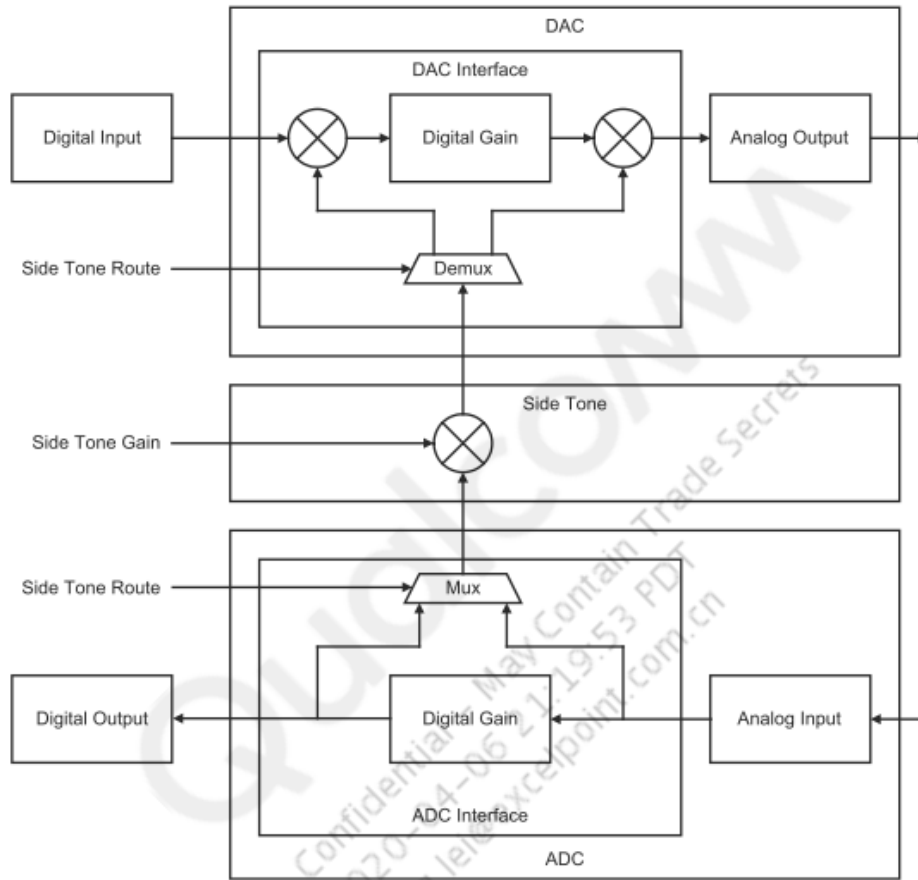 DAC
DAC Interface
Digital Input
Digital Gain
Analog Output
Side Tone Route
Demux
Side Tone
Side Tone Gain
Side Tone Route
Mux
Digital Output
Digital Gain
Analog Input
ADC Interface
ADC
Qualcomm
Confidential – May Contain Trade Secrets
2020-04-06 21:19:53 PDT
lei@excelpoint.com.cn